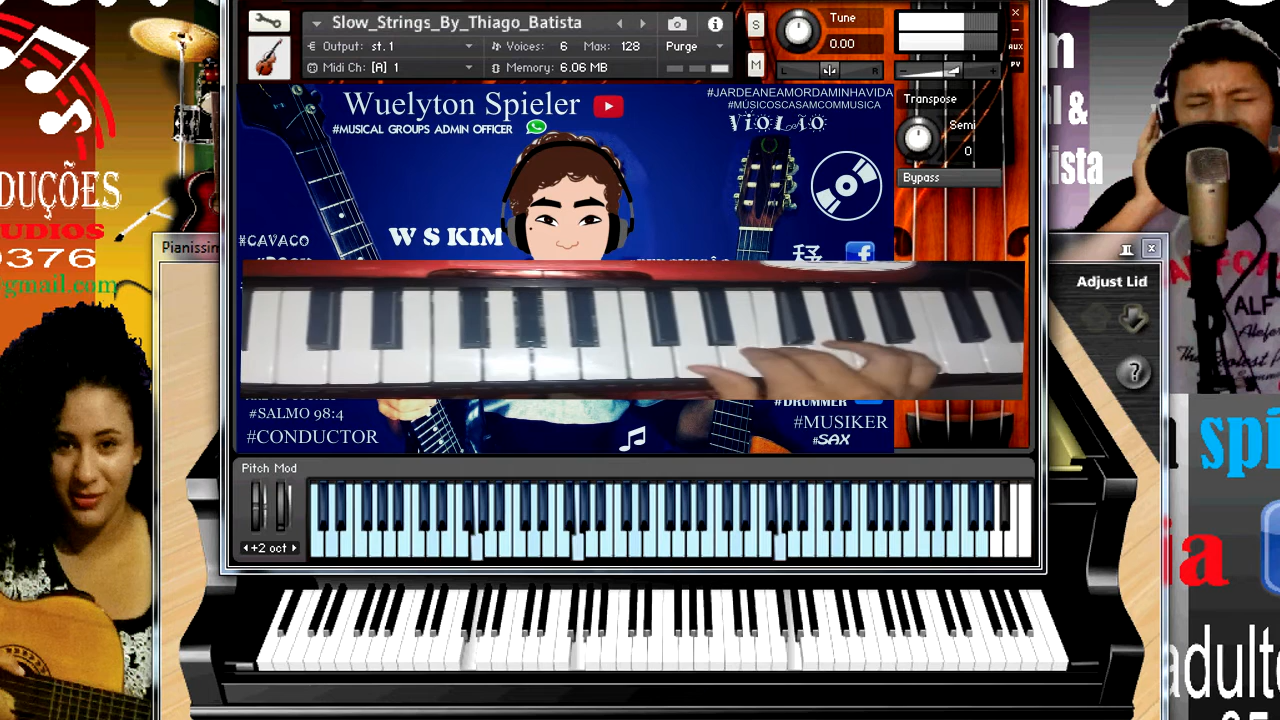 Slow_Strings_By_Thiago_Batista
Output: st.1
Voices: 6 Max: 128
Purge
Midi Ch: [A] 1
Memory: 6.06 MB
S
M
Tune
0.00
L
R
AUX
PV
Transpose
Semi
0
Bypass
Wuelyton Spieler
#MUSICAL GROUPS ADMIN OFFICER
#JARDEANEAMORDAMINHAVIDA
#MÚSICOSCASAMCOMMUSICA
VIOLÃO
#CAVACO
W S KIM
#SALMO 98:4
#CONDUCTOR
#DRUMMER
#MUSIKER
#SAX
Pitch Mod
+2 oct
Pianissim
Adjust Lid
?
DUÇÕES
UDIOS
0376
gmail.com
&
ista
ALF
spi
ia
adulto